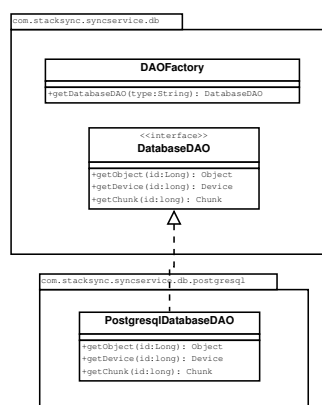 com.stacksync.syncservice.db
DAOFactory
+getDatabaseDAO(type:String): DatabaseDAO
<<interface>>
DatabaseDAO
+getObject(id:Long): Object
+getDevice(id:long): Device
+getChunk(id:long): Chunk
com.stacksync.syncservice.db.postgresql
PostgresqlDatabaseDAO
+getObject(id:Long): Object
+getDevice(id:long): Device
+getChunk(id:long): Chunk